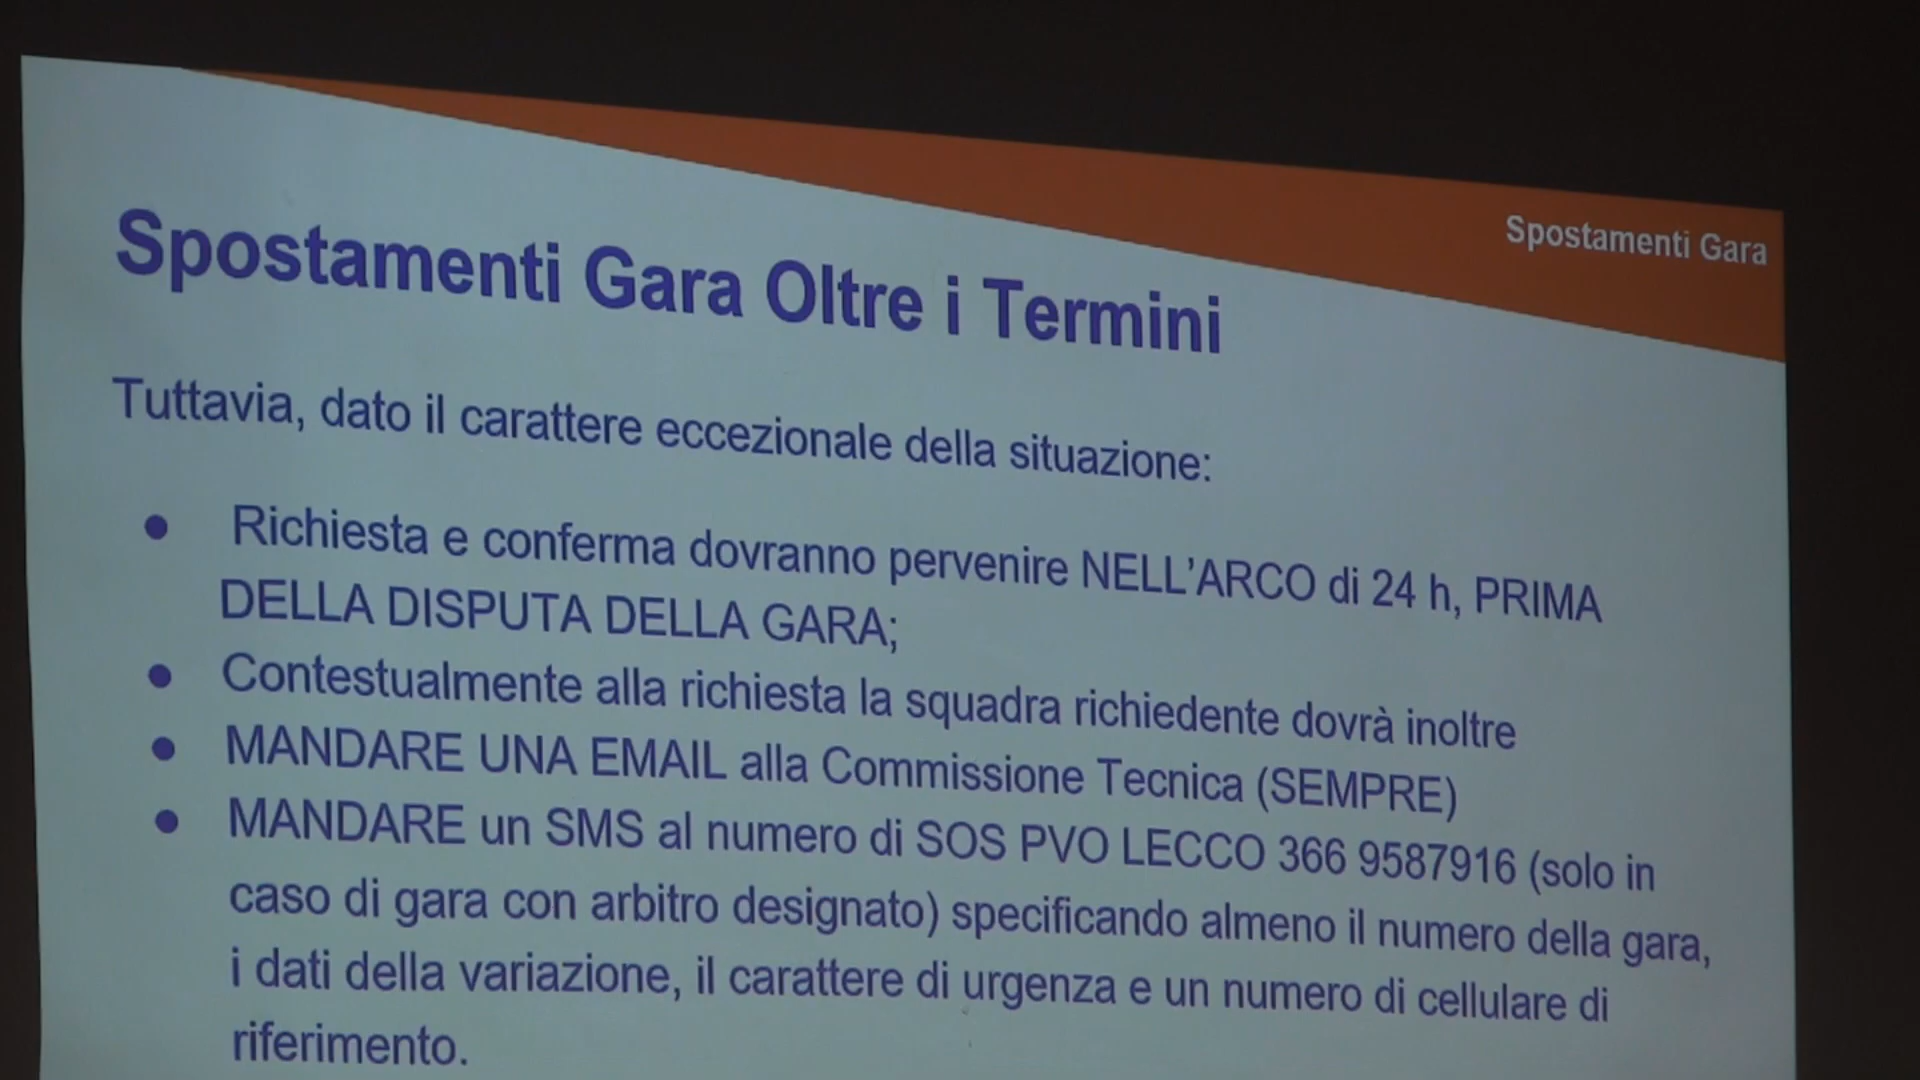 Spostamenti Gara
Spostamenti Gara Oltre i Termini
Tuttavia, dato il carattere eccezionale della situazione:
● Richiesta e conferma dovranno pervenire NELL'ARCO di 24 h, PRIMA
DELLA DISPUTA DELLA GARA;
● Contestualmente alla richiesta la squadra richiedente dovrà inoltre
● MANDARE UNA EMAIL alla Commissione Tecnica (SEMPRE)
● MANDARE un SMS al numero di SOS PVO LECCO 366 9587916 (solo in
caso di gara con arbitro designato) specificando almeno il numero della gara,
i dati della variazione, il carattere di urgenza e un numero di cellulare di
riferimento.